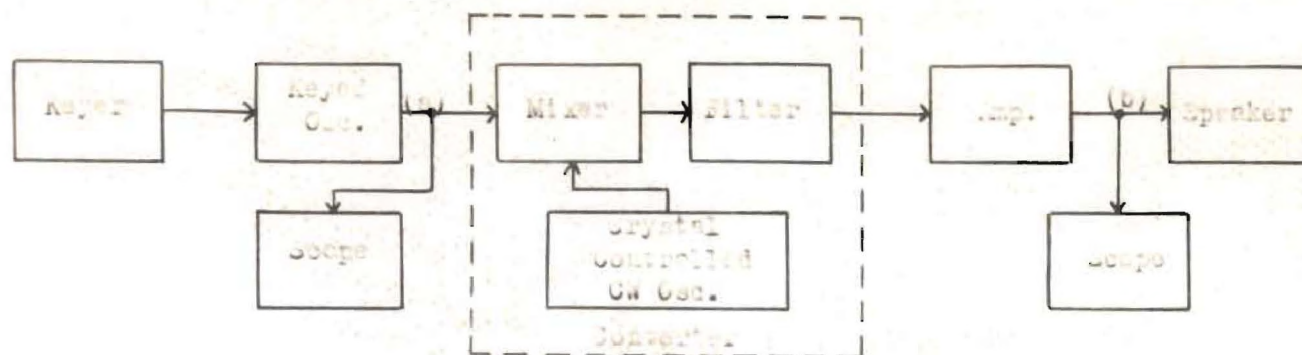 Keyer
Keyed
Osc.
(a)
Mixer
Filter
Amp.
(b)
Speaker
Scope
Crystal
Controlled
CW Osc.
Scope
Converter